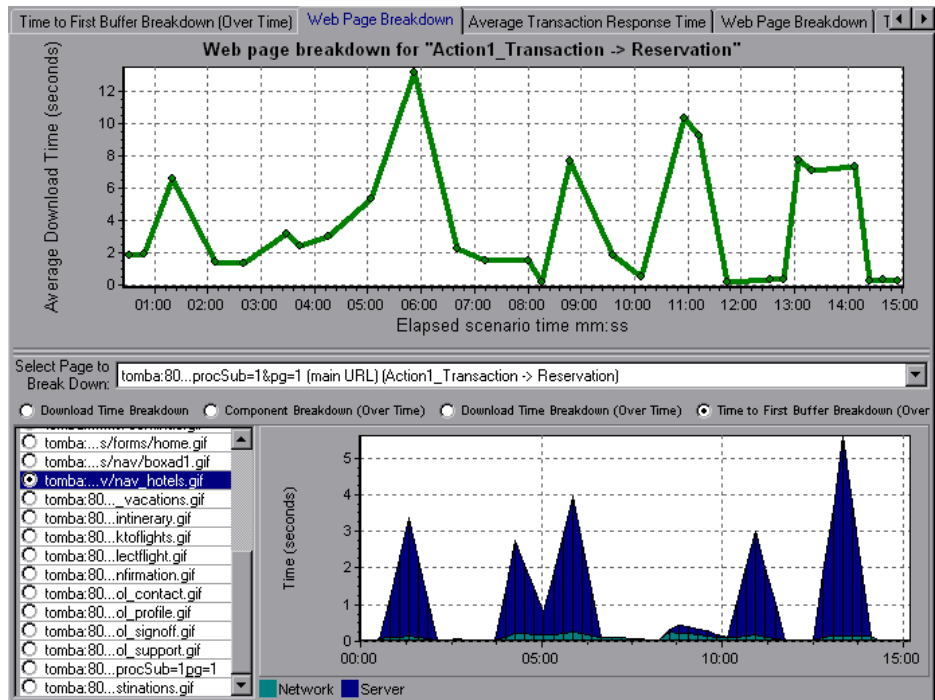 Time to First Buffer Breakdown (Over Time) Web Page Breakdown Average Transaction Response Time Web Page Breakdown
Web page breakdown for "Action1_Transaction -> Reservation"
Average Download Time (seconds)
12
10
8
6
4
2
0
01:00 02:00 03:00 04:00 05:00 06:00 07:00 08:00 09:00 10:00 11:00 12:00 13:00 14:00 15:00
Elapsed scenario time mm:ss
Select Page to
Break Down:
tomba:80...procSub=1&pg=1 (main URL) (Action1_Transaction -> Reservation)
Download Time Breakdown Component Breakdown (Over Time) Download Time Breakdown (Over Time) Time to First Buffer Breakdown (Over
tomba:...s/forms/home.gif
tomba:...s/nav/boxad1.gif
tomba:...v/nav_hotels.gif
tomba:80..._vacations.gif
tomba:80...intinerary.gif
tomba:80...ktoflights.gif
tomba:80...lectflight.gif
tomba:80...nfirmation.gif
tomba:80...ol_contact.gif
tomba:80...ol_profile.gif
tomba:80...ol_signoff.gif
tomba:80...ol_support.gif
tomba:80...procSub=1pg=1
tomba:80...stinations.gif
Time (seconds)
5
4
3
2
1
0
00:00 05:00 10:00 15:00
Network Server